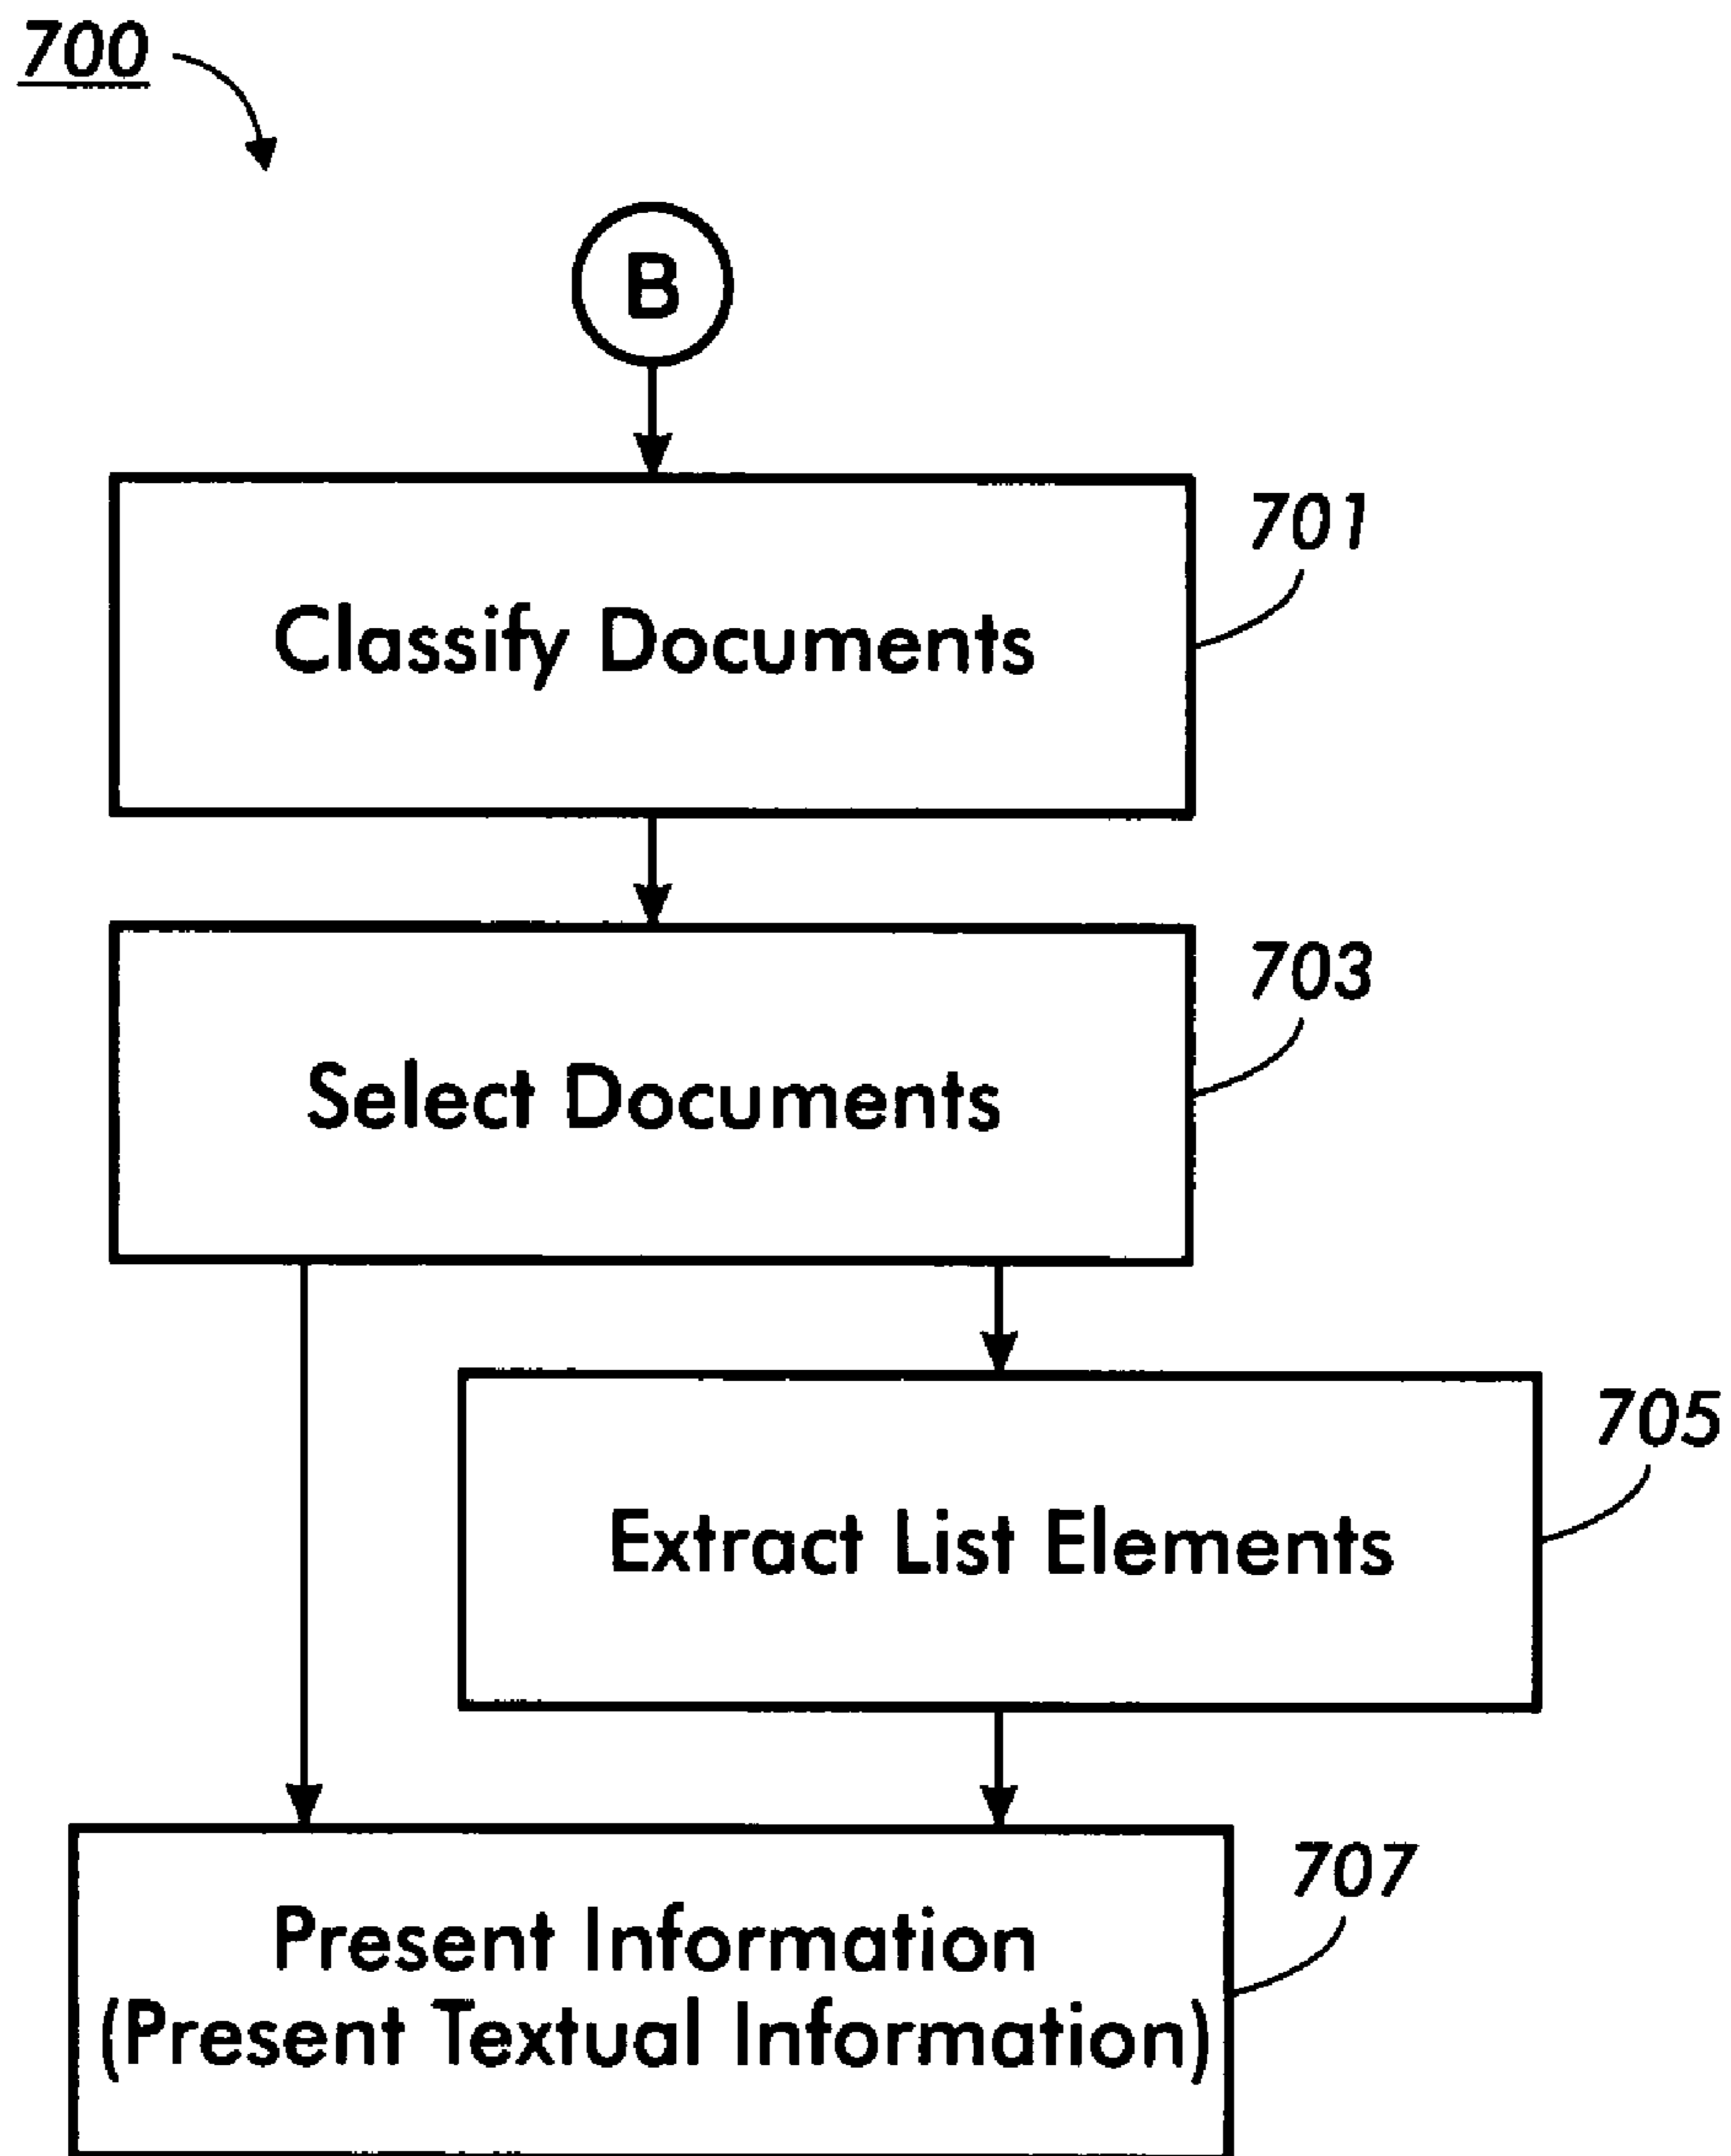 700
B
701
Classify Documents
703
Select Documents
705
Extract List Elements
707
Present Information
(Present Textual Information)